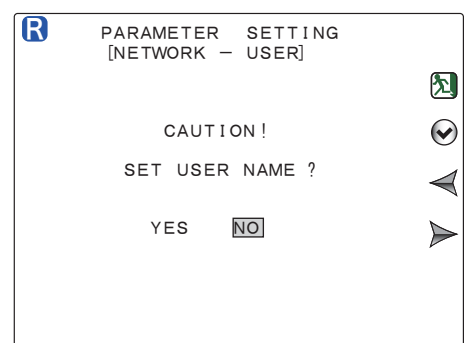 R
PARAMETER SETTING
[NETWORK – USER]
CAUTION!
SET USER NAME ?
YES NO